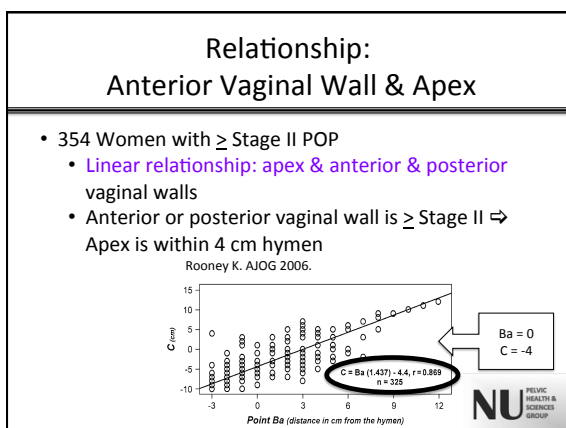 Relationship:
Anterior Vaginal Wall & Apex
• 354 Women with > Stage II POP
• Linear relationship: apex & anterior & posterior
vaginal walls
• Anterior or posterior vaginal wall is > Stage II ⇨
Apex is within 4 cm hymen
Rooney K. AJOG 2006.
15
10
5
0
-5
-10
C (cm)
C = Ba (1.437) - 4.4, r = 0.869
n = 325
-3 0 3 6 9 12
Point Ba (distance in cm from the hymen)
Ba = 0
C = -4
NU
PELVIC
HEALTH &
SCIENCES
GROUP